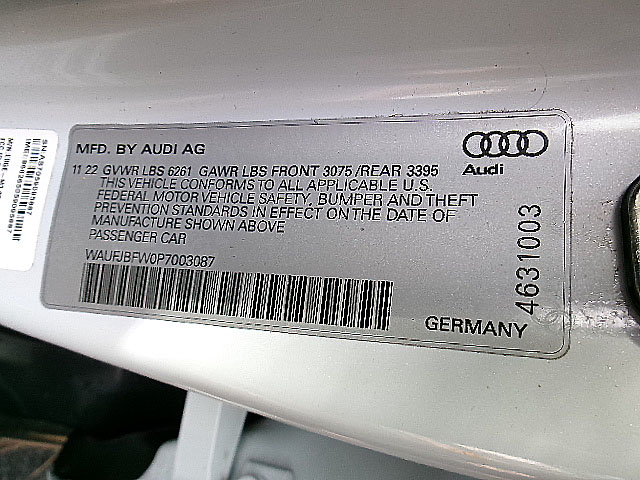 MFD. BY AUDI AG
Audi
11 22 GVWR LBS 6261 GAWR LBS FRONT 3075 /REAR 3395
THIS VEHICLE CONFORMS TO ALL APPLICABLE U.S.
FEDERAL MOTOR VEHICLE SAFETY, BUMPER AND THEFT
PREVENTION STANDARDS IN EFFECT ON THE DATE OF
MANUFACTURE SHOWN ABOVE
PASSENGER CAR
WAUFJBFW0P7003087
4631003
GERMANY